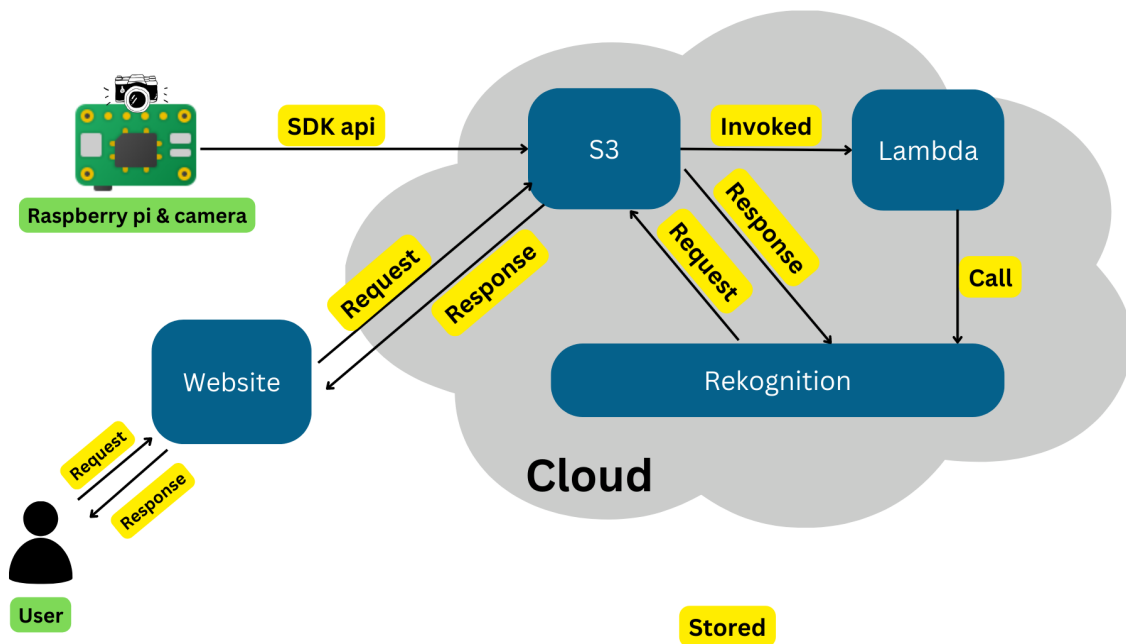 SDK api
S3
Invoked
Lambda
Raspberry pi & camera
Request
Response
Request
Response
Call
Website
Rekognition
Request
Response
Cloud
User
Stored